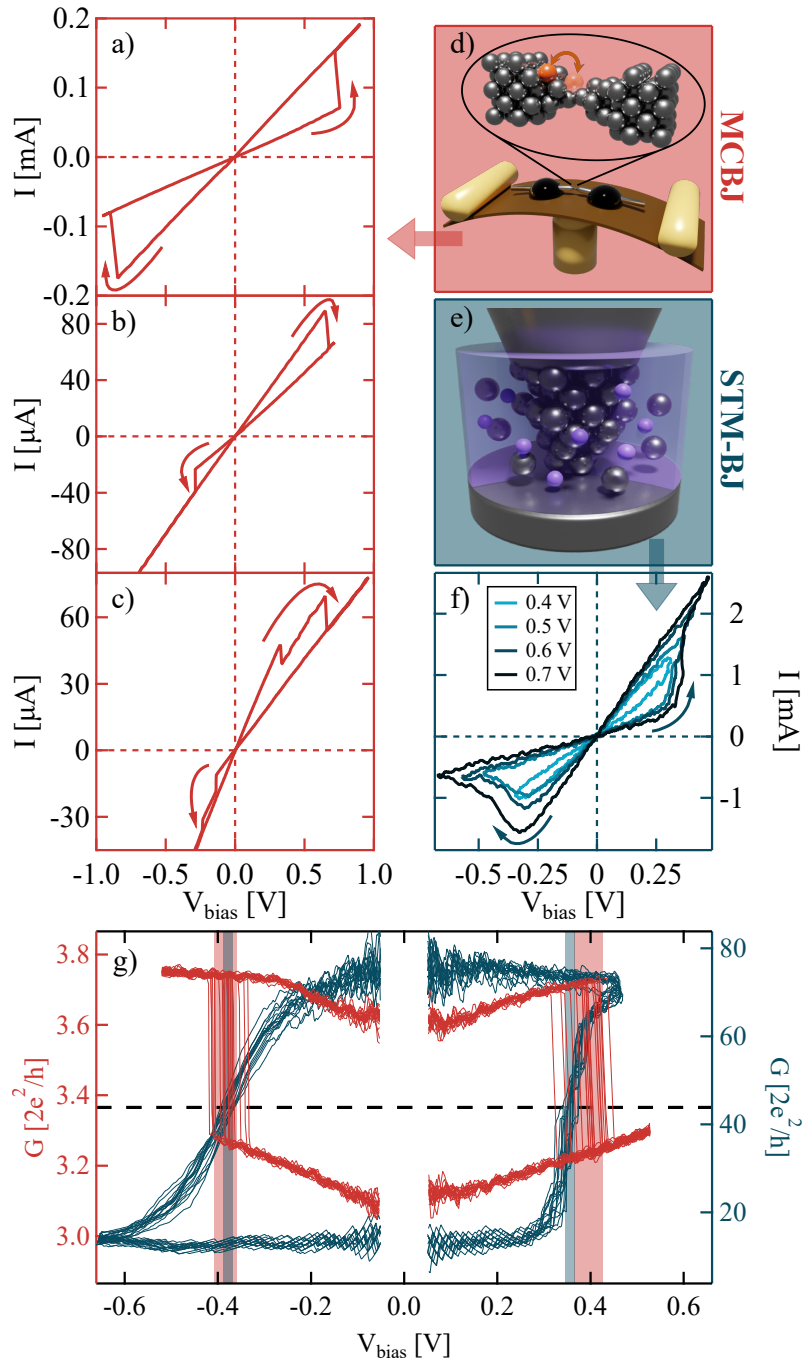 a)
0.2
0.1
0.0
-0.1
-0.2
I [mA]
b)
80
40
0
-40
-80
I [μA]
c)
60
30
0
-30
I [μA]
-1.0 -0.5 0.0 0.5 1.0
V_bias [V]
d)
MCBJ
e)
STM-BJ
f)
0.4 V
0.5 V
0.6 V
0.7 V
2
1
0
-1
I [mA]
-0.5 -0.25 0 0.25
V_bias [V]
g)
3.8
3.6
3.4
3.2
3.0
G [2e²/h]
80
60
40
20
G [2e²/h]
-0.6 -0.4 -0.2 0.0 0.2 0.4 0.6
V_bias [V]